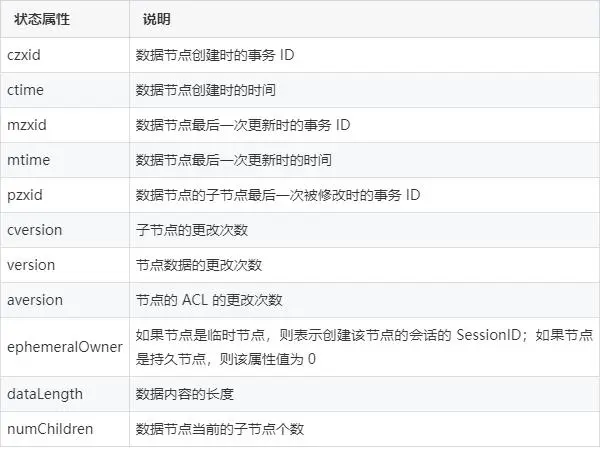 状态属性 说明
czxid 数据节点创建时的事务 ID
ctime 数据节点创建时的时间
mzxid 数据节点最后一次更新时的事务 ID
mtime 数据节点最后一次更新时的时间
pzxid 数据节点的子节点最后一次被修改时的事务 ID
cversion 子节点的更改次数
version 节点数据的更改次数
aversion 节点的 ACL 的更改次数
ephemeralOwner 如果节点是临时节点，则表示创建该节点的会话的 SessionID；如果节点
是持久节点，则该属性值为 0
dataLength 数据内容的长度
numChildren 数据节点当前的子节点个数